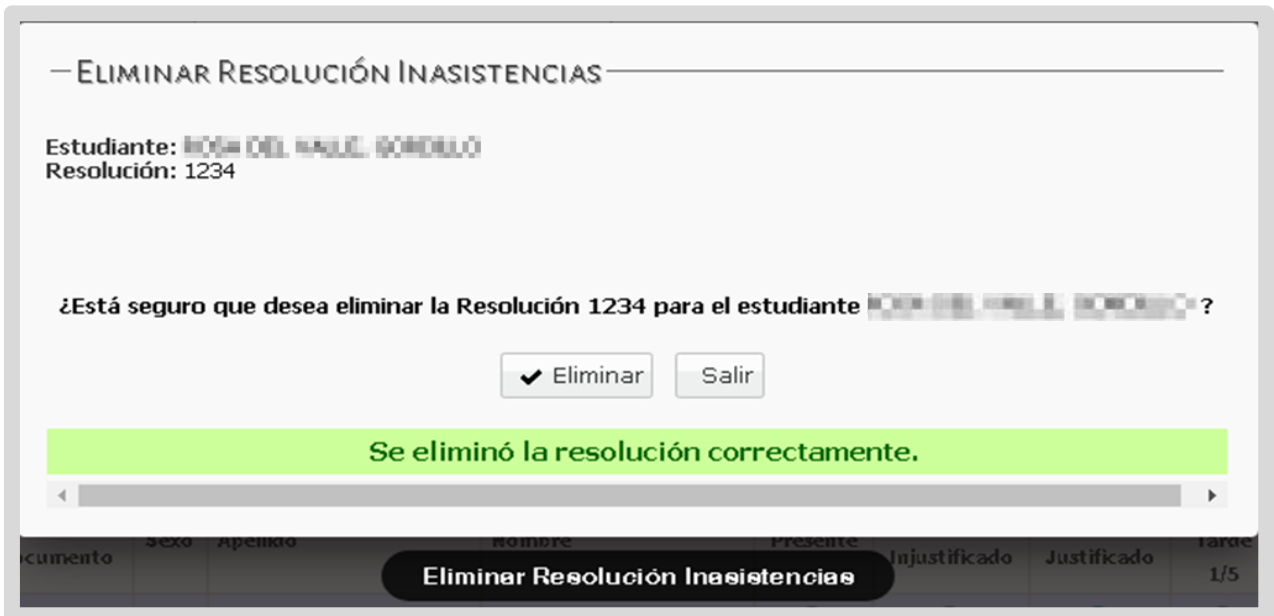 Eliminar Resolución Inasistencias
Estudiante:
Resolución: 1234
¿Está seguro que desea eliminar la Resolución 1234 para el estudiante ?
Eliminar
Salir
Se eliminó la resolución correctamente.
Sexo Apellido Nombre Presente Tarde
ocumento Injustificado Justificado
1/5
Eliminar Resolución Inasistencias